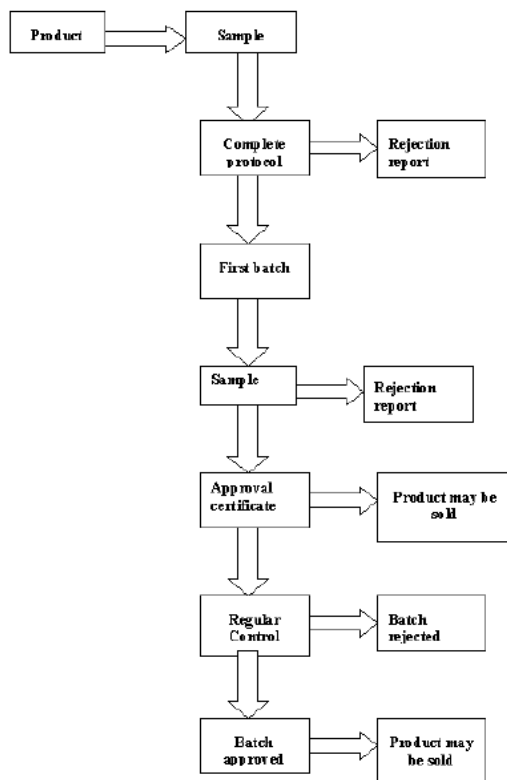 Product
Sample
Complete
protocol
Rejection
report
First batch
Sample
Rejection
report
Approval
certificate
Product may be
sold
Regular
Control
Batch
rejected
Batch
approved
Product may
be sold